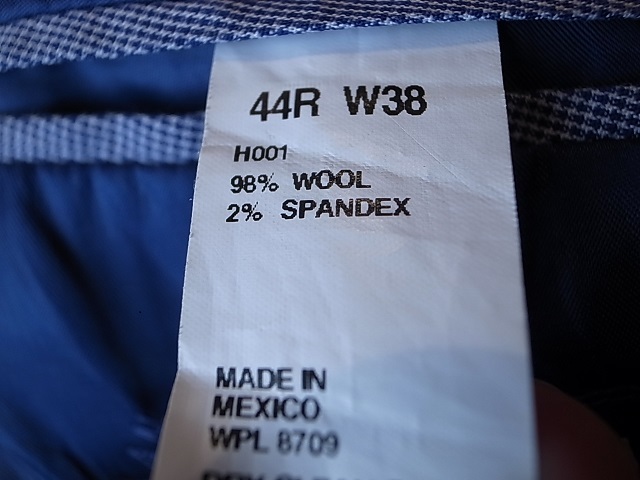 44R W38
H001
98% WOOL
2% SPANDEX
MADE IN
MEXICO
WPL 8709